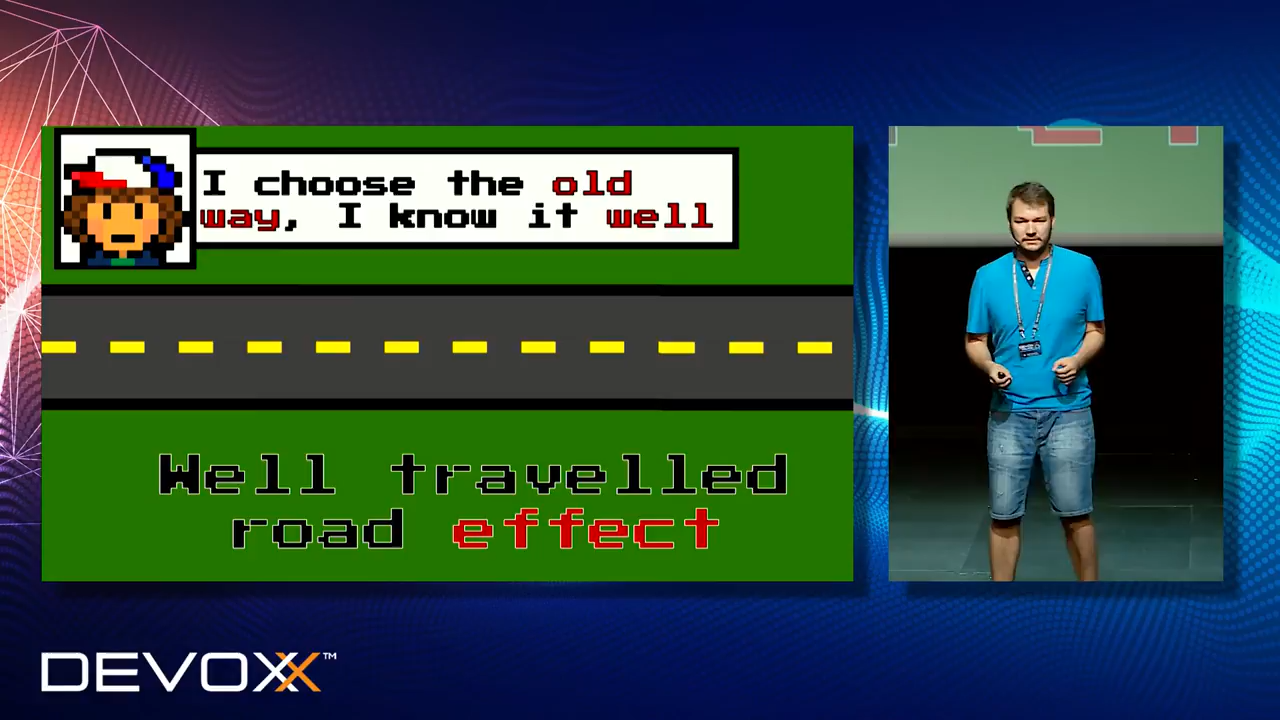 I choose the old
way, I know it well
Well travelled
road effect
DEVOXX™